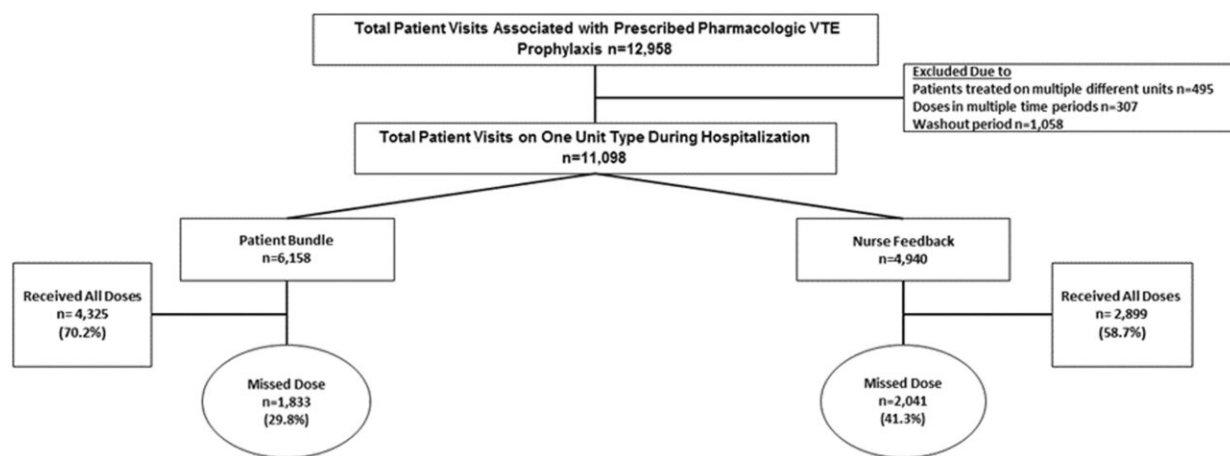 Total Patient Visits Associated with Prescribed Pharmacologic VTE
Prophylaxis n=12,958
Excluded Due to
Patients treated on multiple different units n=495
Doses in multiple time periods n=307
Washout period n=1,058
Total Patient Visits on One Unit Type During Hospitalization
n=11,098
Patient Bundle
n=6,158
Nurse Feedback
n=4,940
Received All Doses
n= 4,325
(70.2%)
Received All Doses
n= 2,899
(58.7%)
Missed Dose
n=1,833
(29.8%)
Missed Dose
n=2,041
(41.3%)